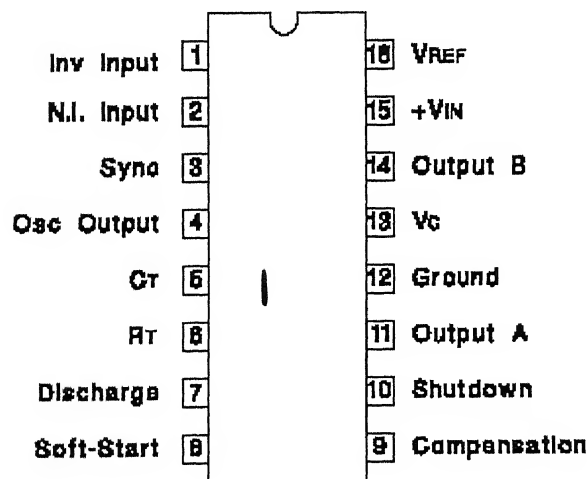 Inv Input 1 16 VREF
N.I. Input 2 15 +VIN
Sync 3 14 Output B
Osc Output 4 13 VC
CT 5 12 Ground
RT 6 11 Output A
Discharge 7 10 Shutdown
Soft-Start 8 9 Compensation